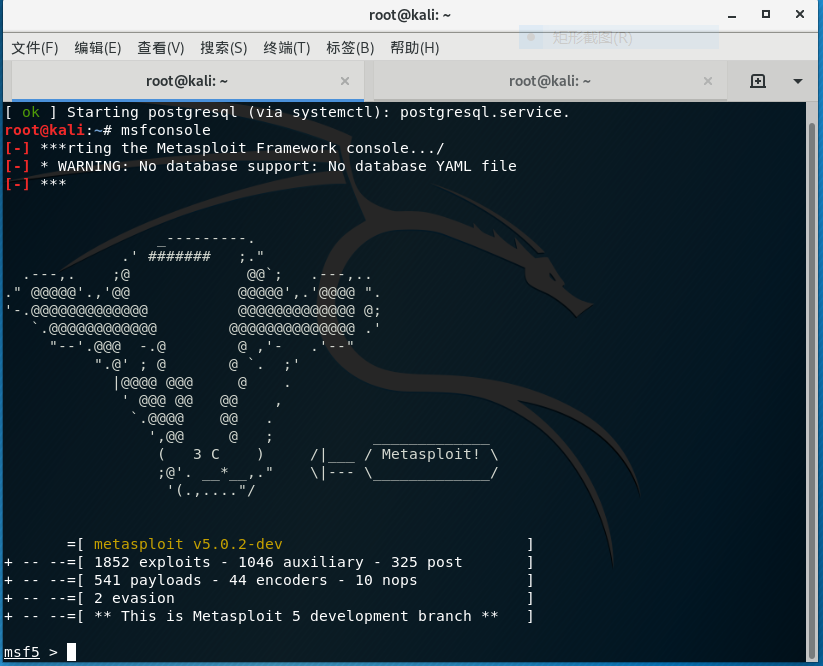 root@kali: ~
矩形截图(R)
文件(F) 编辑(E) 查看(V) 搜索(S) 终端(T) 标签(B) 帮助(H)
root@kali: ~ × root@kali: ~ ×
[ ok ] Starting postgresql (via systemctl): postgresql.service.
root@kali:~# msfconsole
[-] ***rting the Metasploit Framework console.../
[-] * WARNING: No database support: No database YAML file
[-] ***
                 _---------.
             .' #######   ;."
  .---,.    ;@             @@`;   .---,..
." @@@@@'.,'@@            @@@@@',.'@@@@ ".
'-.@@@@@@@@@@@@@          @@@@@@@@@@@@@ @;
   `.@@@@@@@@@@@@        @@@@@@@@@@@@@@ .'
     "--'.@@@  -.@        @ ,'-   .'--"
          ".@' ; @       @ `.  ;'
            |@@@@ @@@     @    .
             ' @@@ @@   @@    ,
              `.@@@@    @@   .
                ',@@     @   ;           _____________
                 (   3 C    )     /|___ / Metasploit! \
                 ;@'. __*__,."    \|--- \_____________/
                  '(.,...."/
       =[ metasploit v5.0.2-dev                           ]
+ -- --=[ 1852 exploits - 1046 auxiliary - 325 post       ]
+ -- --=[ 541 payloads - 44 encoders - 10 nops            ]
+ -- --=[ 2 evasion                                       ]
+ -- --=[ ** This is Metasploit 5 development branch **   ]
msf5 >